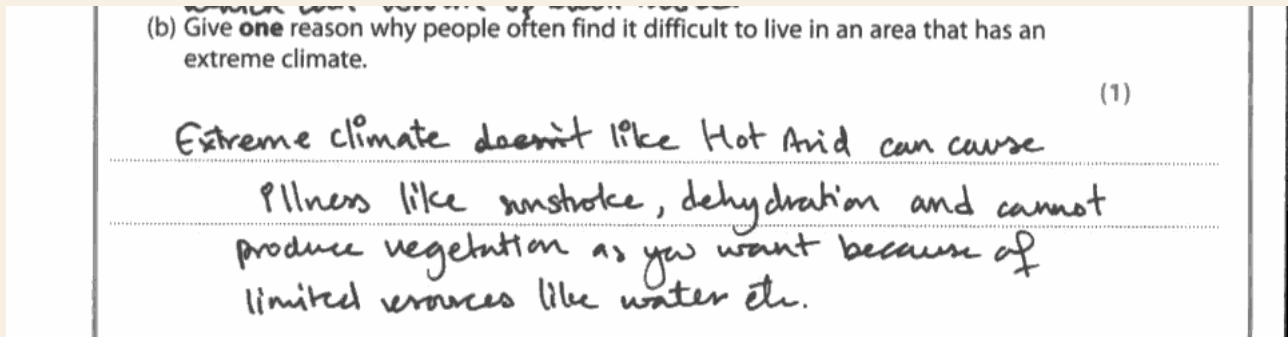 (b) Give one reason why people often find it difficult to live in an area that has an
extreme climate.
(1)
Extreme climate doesn't like Hot Arid can cause
illness like sunstroke, dehydration and cannot
produce vegetation as you want because of
limited resources like water etc.